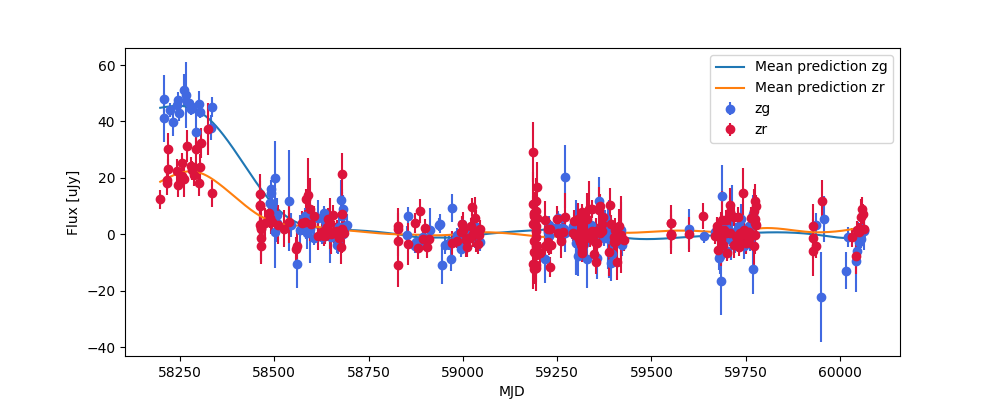 60
40
20
0
−20
−40
Flux [uJy]
58250
58500
58750
59000
59250
59500
59750
60000
MJD
Mean prediction zg
Mean prediction zr
zg
zr